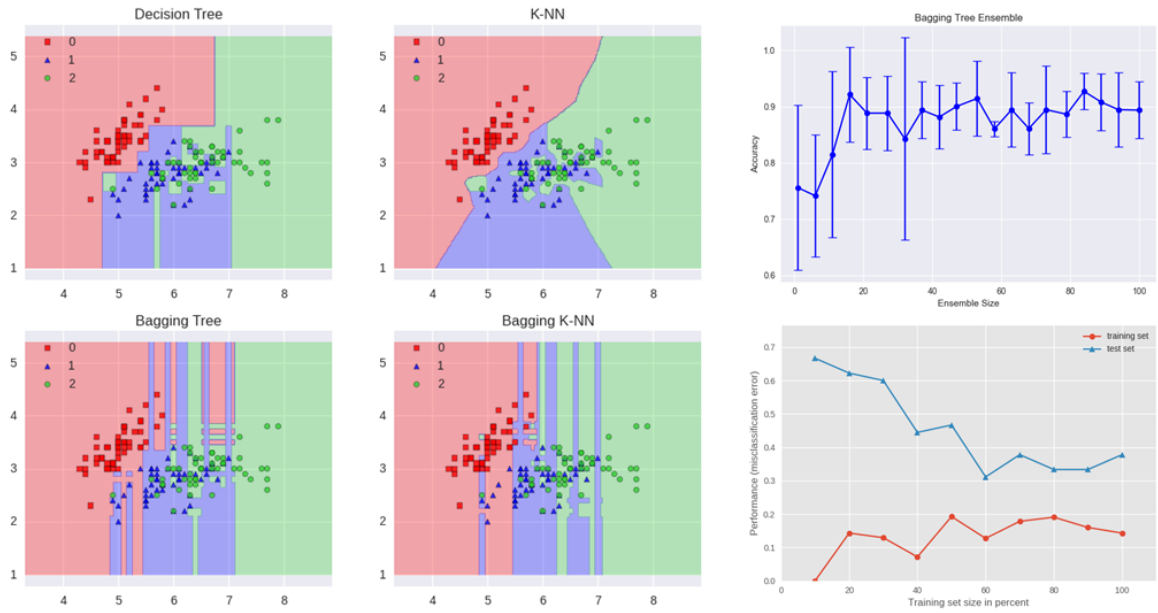 Decision Tree
0
1
2
5
4
3
2
1
4 5 6 7 8
K-NN
0
1
2
5
4
3
2
1
4 5 6 7 8
Bagging Tree Ensemble
1.0
0.9
0.8
0.7
0.6
Accuracy
0 20 40 60 80 100
Ensemble Size
Bagging Tree
0
1
2
5
4
3
2
1
4 5 6 7 8
Bagging K-NN
0
1
2
5
4
3
2
1
4 5 6 7 8
training set
test set
0.7
0.6
0.5
0.4
0.3
0.2
0.1
0.0
Performance (misclassification error)
20 40 60 80 100
Training set size in percent